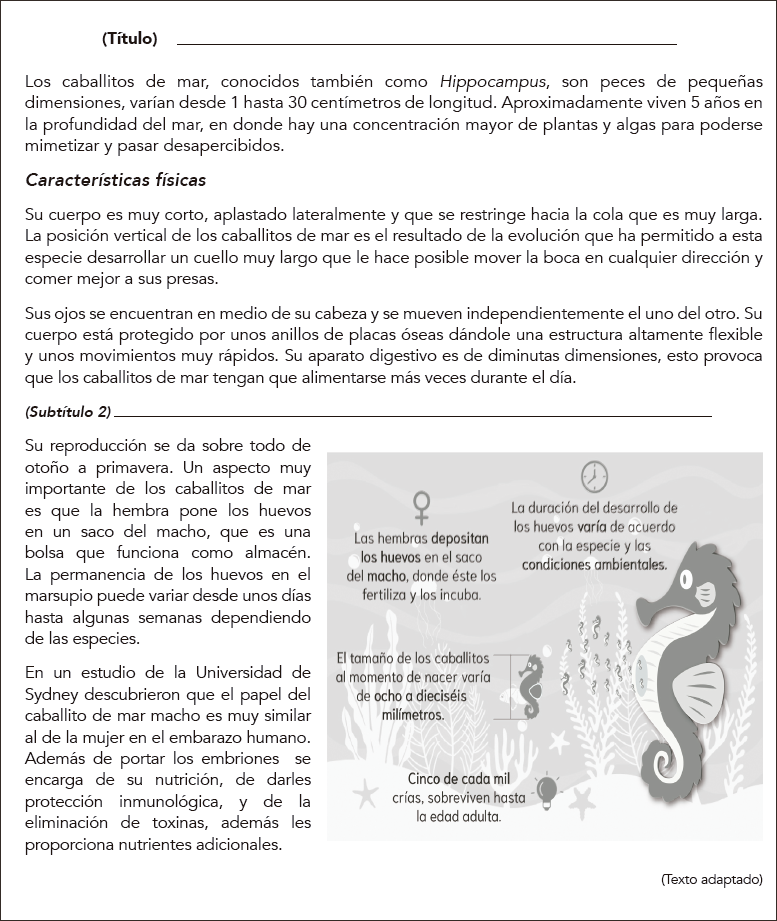 (Título)
Los caballitos de mar, conocidos también como Hippocampus, son peces de pequeñas
dimensiones, varían desde 1 hasta 30 centímetros de longitud. Aproximadamente viven 5 años en
la profundidad del mar, en donde hay una concentración mayor de plantas y algas para poderse
mimetizar y pasar desapercibidos.
Características físicas
Su cuerpo es muy corto, aplastado lateralmente y que se restringe hacia la cola que es muy larga.
La posición vertical de los caballitos de mar es el resultado de la evolución que ha permitido a esta
especie desarrollar un cuello muy largo que le hace posible mover la boca en cualquier dirección y
comer mejor a sus presas.
Sus ojos se encuentran en medio de su cabeza y se mueven independientemente el uno del otro. Su
cuerpo está protegido por unos anillos de placas óseas dándole una estructura altamente flexible
y unos movimientos muy rápidos. Su aparato digestivo es de diminutas dimensiones, esto provoca
que los caballitos de mar tengan que alimentarse más veces durante el día.
(Subtítulo 2)
Su reproducción se da sobre todo de
otoño a primavera. Un aspecto muy
importante de los caballitos de mar
es que la hembra pone los huevos
en un saco del macho, que es una
bolsa que funciona como almacén.
La permanencia de los huevos en el
marsupio puede variar desde unos días
hasta algunas semanas dependiendo
de las especies.
En un estudio de la Universidad de
Sydney descubrieron que el papel del
caballito de mar macho es muy similar
al de la mujer en el embarazo humano.
Además de portar los embriones se
encarga de su nutrición, de darles
protección inmunológica, y de la
eliminación de toxinas, además les
proporciona nutrientes adicionales.
Las hembras depositan
los huevos en el saco
del macho, donde éste los
fertiliza y los incuba.
La duración del desarrollo de
los huevos varía de acuerdo
con la especie y las
condiciones ambientales.
El tamaño de los caballitos
al momento de nacer varía
de ocho a dieciséis
milímetros.
Cinco de cada mil
crías, sobreviven hasta
la edad adulta.
(Texto adaptado)